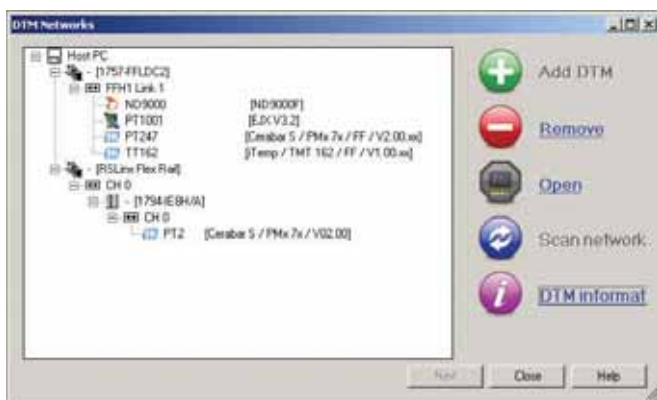 DTM Networks
Host PC
- [1757-FFLDC2]
FFH1 Link 1
ND9000 [ND9000F]
PT1001 [EJX V3.2]
PT247 [Cerabar S / PMx 7x / FF / V2.00.xx]
TT162 [iTemp / TMT 162 / FF / V1.00.xx]
- [RSLinx Flex Rail]
CH 0
- [1794-IE8H/A]
CH 0
PT2 [Cerabar S / PMx 7x / V02.00]
Add DTM
Remove
Open
Scan network
DTM informat
Next
Close
Help